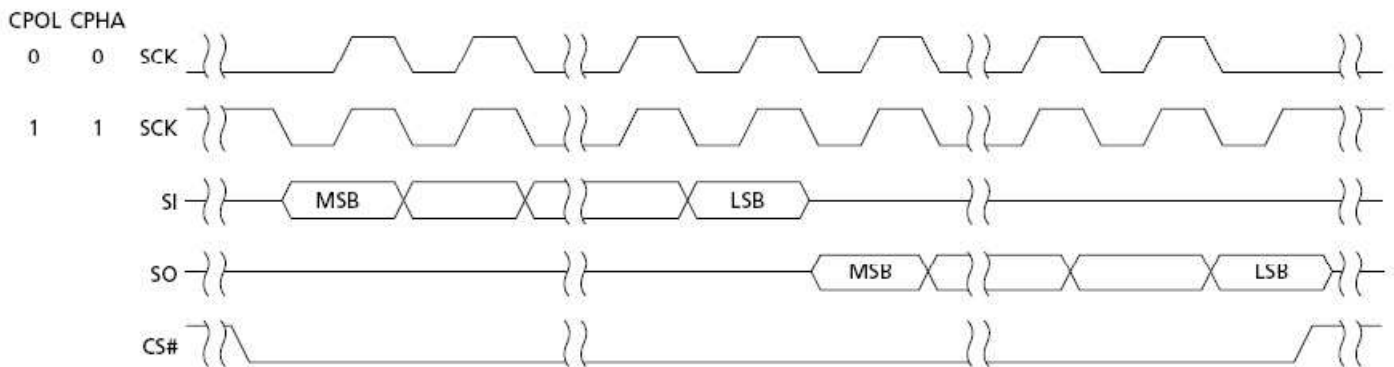 CPOL CPHA
0 0 SCK
1 1 SCK
SI MSB LSB
SO MSB LSB
CS#